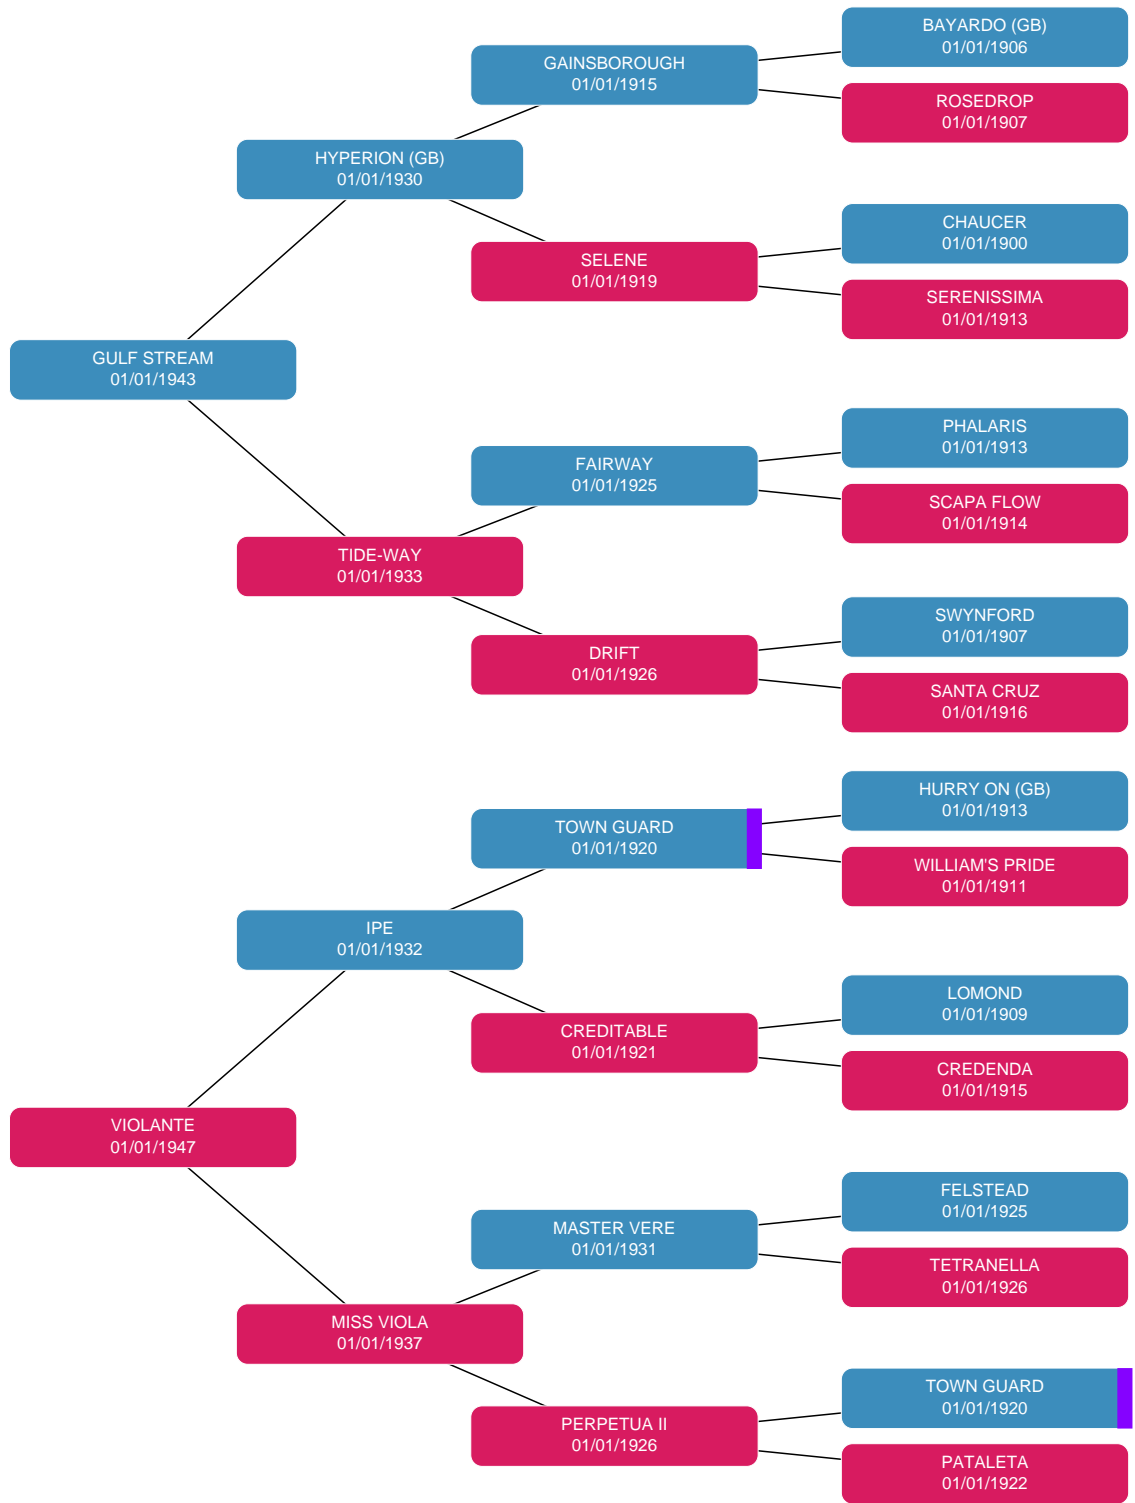 BAYARDO (GB)
01/01/1906
GAINSBOROUGH
01/01/1915
ROSEDROP
01/01/1907
HYPERION (GB)
01/01/1930
CHAUCER
01/01/1900
SELENE
01/01/1919
SERENISSIMA
01/01/1913
GULF STREAM
01/01/1943
PHALARIS
01/01/1913
FAIRWAY
01/01/1925
SCAPA FLOW
01/01/1914
TIDE-WAY
01/01/1933
SWYNFORD
01/01/1907
DRIFT
01/01/1926
SANTA CRUZ
01/01/1916
HURRY ON (GB)
01/01/1913
TOWN GUARD
01/01/1920
WILLIAM'S PRIDE
01/01/1911
IPE
01/01/1932
LOMOND
01/01/1909
CREDITABLE
01/01/1921
CREDENDA
01/01/1915
VIOLANTE
01/01/1947
FELSTEAD
01/01/1925
MASTER VERE
01/01/1931
TETRANELLA
01/01/1926
MISS VIOLA
01/01/1937
TOWN GUARD
01/01/1920
PERPETUA II
01/01/1926
PATALETA
01/01/1922